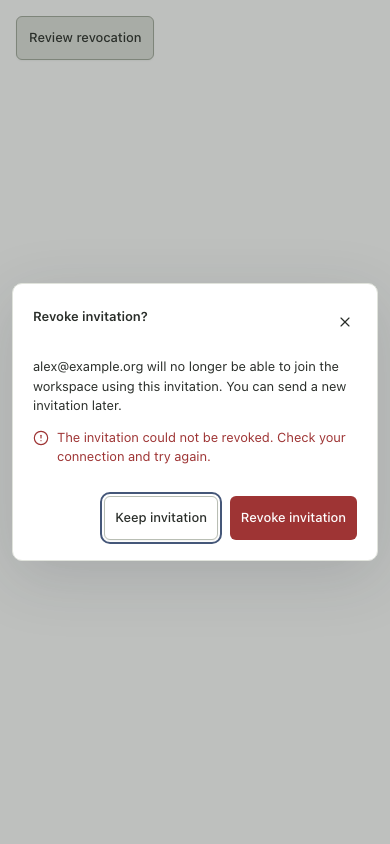 Review revocation
Revoke invitation?
alex@example.org will no longer be able to join the
workspace using this invitation. You can send a new
invitation later.
The invitation could not be revoked. Check your
connection and try again.
Keep invitation
Revoke invitation